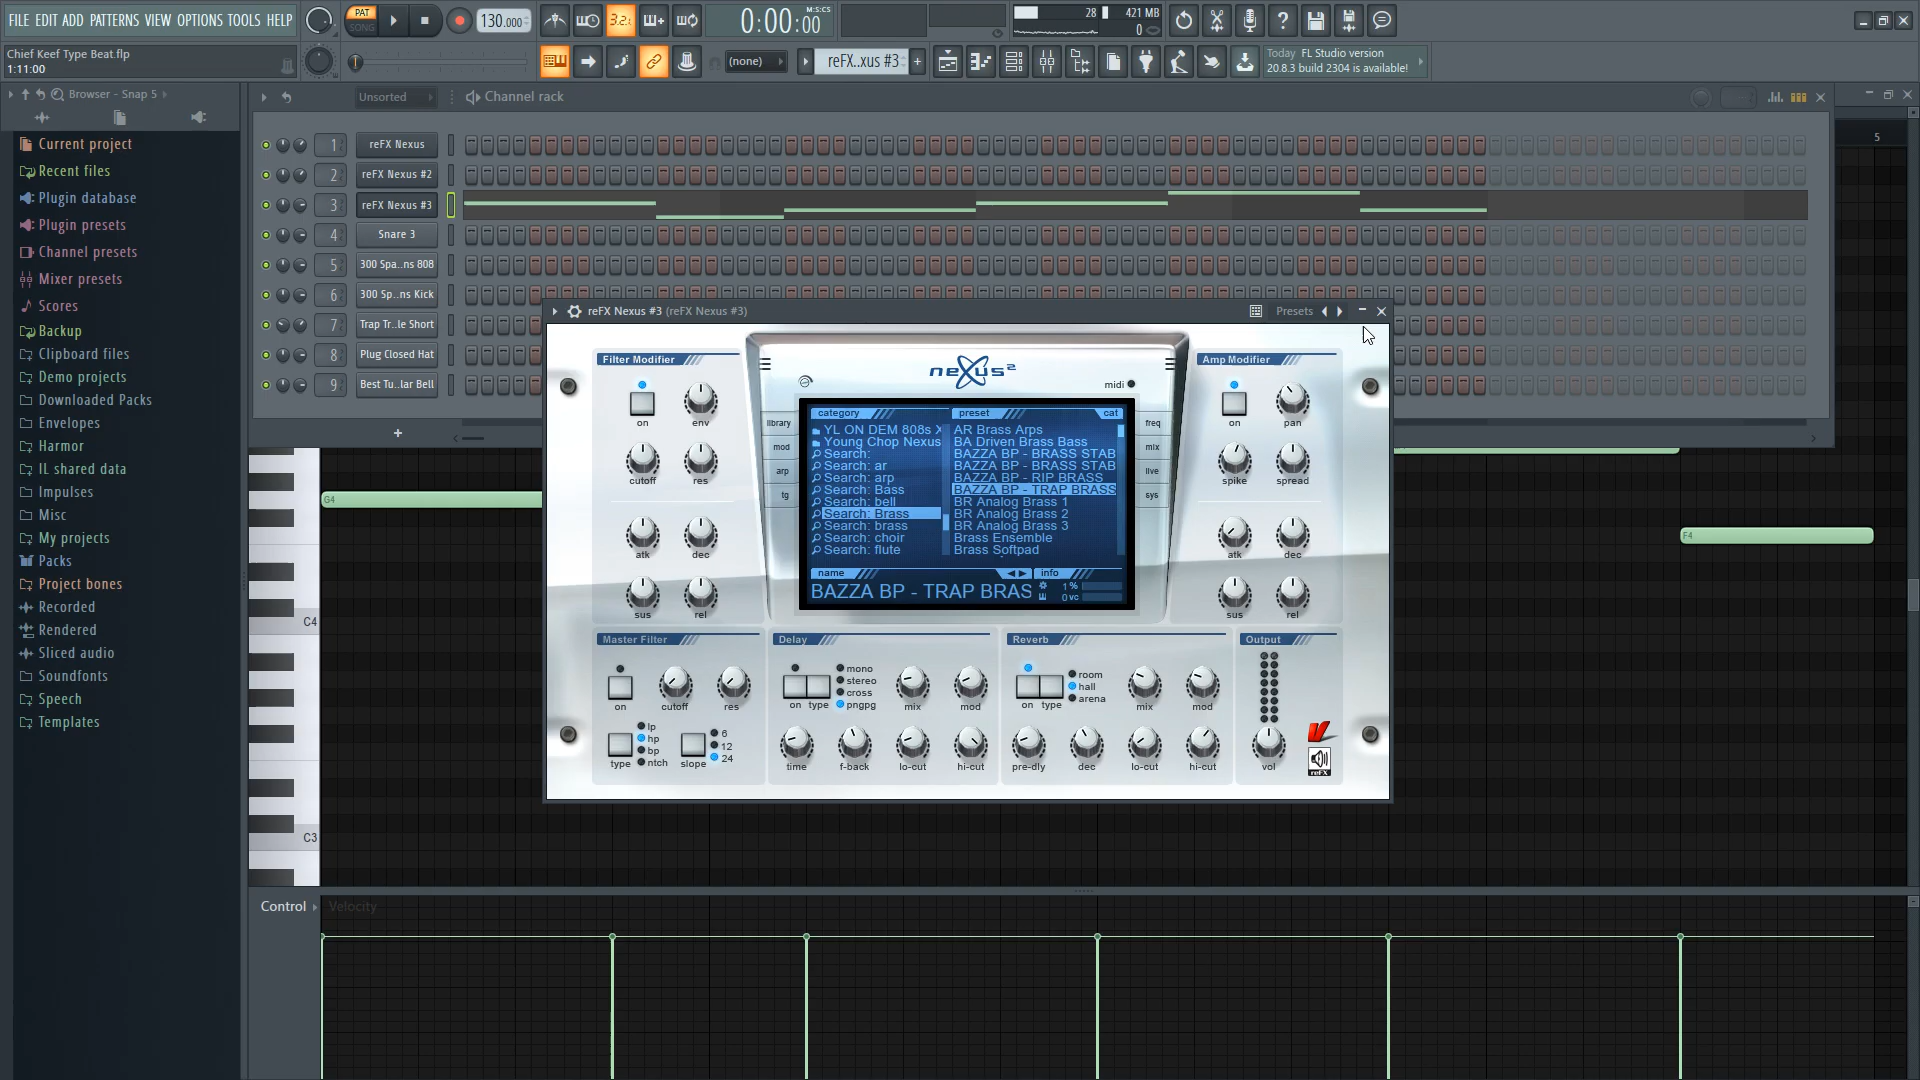 FILE EDIT ADD PATTERNS VIEW OPTIONS TOOLS HELP
PAT
SONG
130.000
3.2.
0:00:00
M:S:CS
28
421 MB
0
Chief Keef Type Beat.flp
1:11:00
(none)
reFX..xus #3
Today FL Studio version
20.8.3 build 2304 is available!
Browser - Snap 5
Unsorted
Channel rack
5
Current project
Recent files
Plugin database
Plugin presets
Channel presets
Mixer presets
Scores
Backup
Clipboard files
Demo projects
Downloaded Packs
Envelopes
Harmor
IL shared data
Impulses
Misc
My projects
Packs
Project bones
Recorded
Rendered
Sliced audio
Soundfonts
Speech
Templates
1 reFX Nexus
2 reFX Nexus #2
3 reFX Nexus #3
4 Snare 3
5 300 Spa..ns 808
6 300 Sp..ns Kick
7 Trap Tr..le Short
8 Plug Closed Hat
9 Best Tu..lar Bell
+
reFX Nexus #3 (reFX Nexus #3)
Presets
Filter Modifier
on
env
cutoff
res
atk
dec
sus
rel
nexus2
midi
library
mod
arp
tg
freq
mix
live
sys
category
YL ON DEM 808s X
Young Chop Nexus
Search:
Search: ar
Search: arp
Search: Bass
Search: bell
Search: Brass
Search: brass
Search: choir
Search: flute
preset
cat
AR Brass Arps
BA Driven Brass Bass
BAZZA BP - BRASS STAB
BAZZA BP - BRASS STAB
BAZZA BP - RIP BRASS
BAZZA BP - TRAP BRASS
BR Analog Brass 1
BR Analog Brass 2
BR Analog Brass 3
Brass Ensemble
Brass Softpad
name
info
BAZZA BP - TRAP BRAS
1 %
0 vc
Amp Modifier
on
pan
spike
spread
atk
dec
sus
rel
Master Filter
on
cutoff
res
type
lp
hp
bp
ntch
slope
6
12
24
Delay
on
type
mono
stereo
cross
pngpg
mix
mod
time
f-back
lo-cut
hi-cut
Reverb
on
type
room
hall
arena
mix
mod
pre-dly
dec
lo-cut
hi-cut
Output
vol
reFX
G4
F4
C4
C3
Control
Velocity